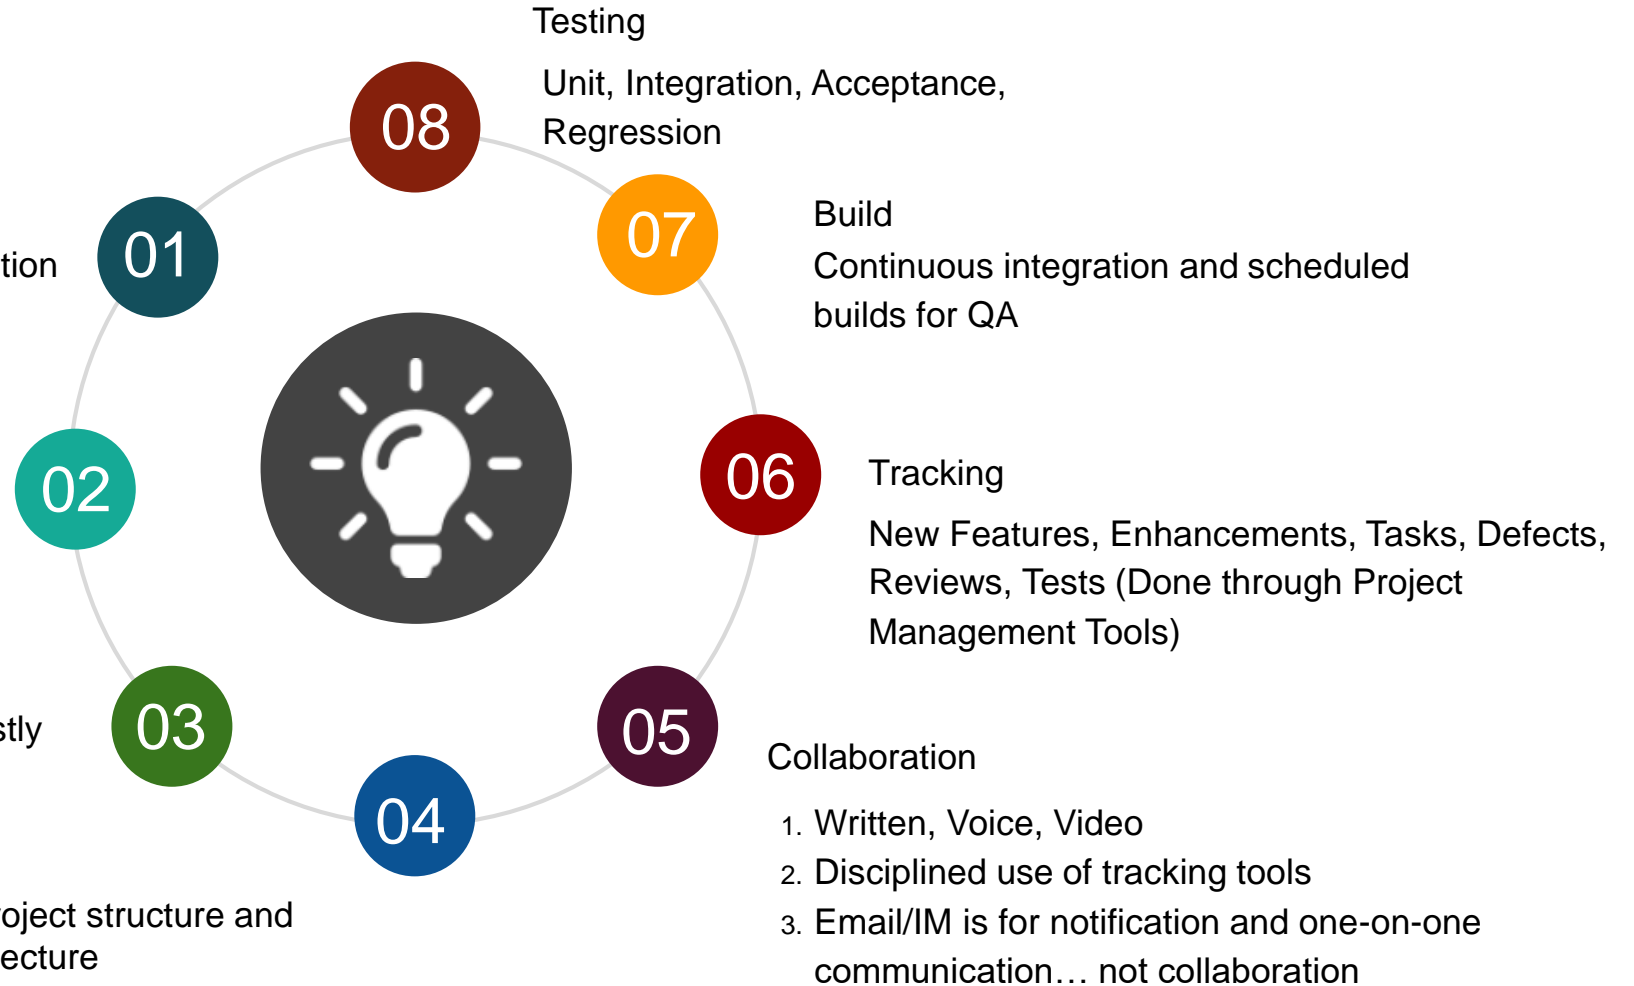 Testing
Unit, Integration, Acceptance,
Regression
08
07
Build
Continuous integration and scheduled
builds for QA
01
tion
02
06
Tracking
New Features, Enhancements, Tasks, Defects,
Reviews, Tests (Done through Project
Management Tools)
03
stly
05
Collaboration
1. Written, Voice, Video
2. Disciplined use of tracking tools
3. Email/IM is for notification and one-on-one
communication… not collaboration
04
oject structure and
ecture